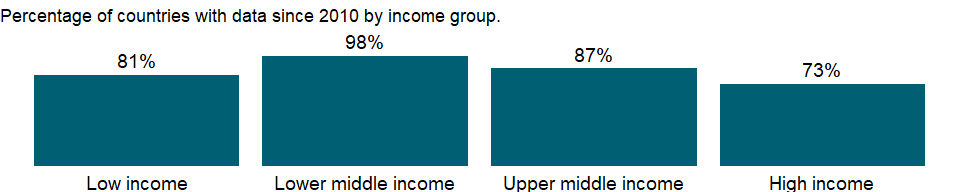 Percentage of countries with data since 2010 by income group.
81%
98%
87%
73%
Low income
Lower middle income
Upper middle income
High income